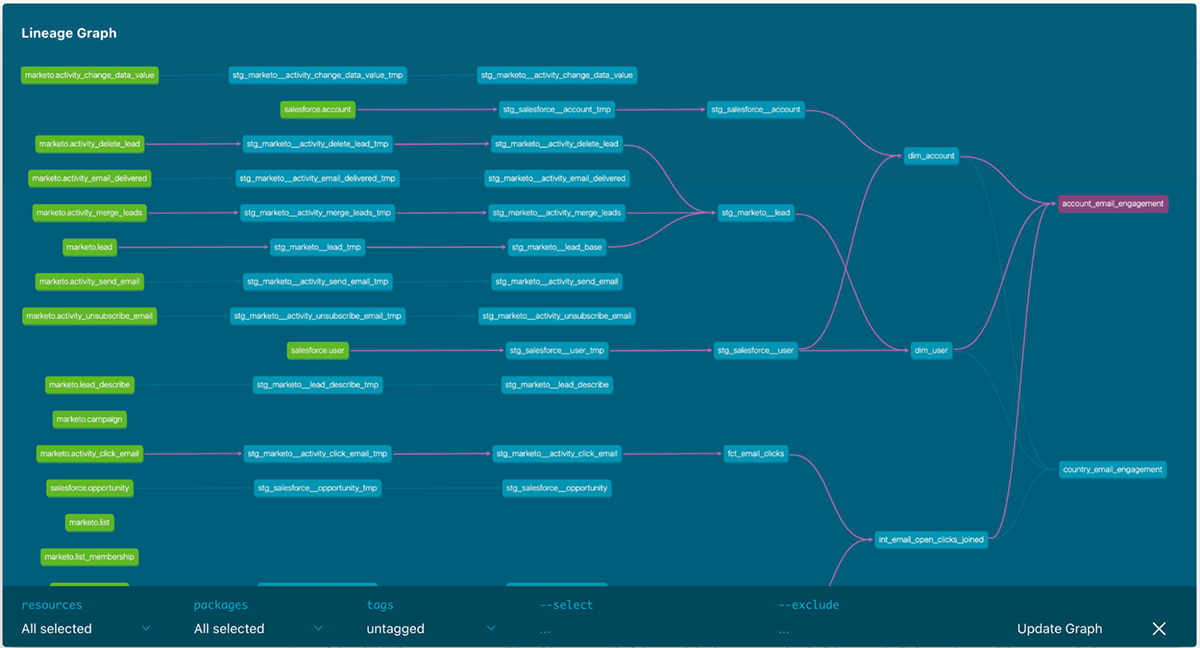 Lineage Graph
marketo.activity_change_data_value stg_marketo__activity_change_data_value_tmp stg_marketo__activity_change_data_value
salesforce.account stg_salesforce__account_tmp stg_salesforce__account
marketo.activity_delete_lead stg_marketo__activity_delete_lead_tmp stg_marketo__activity_delete_lead
dim_account
marketo.activity_email_delivered stg_marketo__activity_email_delivered_tmp stg_marketo__activity_email_delivered
account_email_engagement
marketo.activity_merge_leads stg_marketo__activity_merge_leads_tmp stg_marketo__activity_merge_leads stg_marketo__lead
marketo.lead stg_marketo__lead_tmp stg_marketo__lead_base
marketo.activity_send_email stg_marketo__activity_send_email_tmp stg_marketo__activity_send_email
marketo.activity_unsubscribe_email stg_marketo__activity_unsubscribe_email_tmp stg_marketo__activity_unsubscribe_email
salesforce.user stg_salesforce__user_tmp stg_salesforce__user dim_user
marketo.lead_describe stg_marketo__lead_describe_tmp stg_marketo__lead_describe
marketo.campaign
marketo.activity_click_email stg_marketo__activity_click_email_tmp stg_marketo__activity_click_email fct_email_clicks
country_email_engagement
salesforce.opportunity stg_salesforce__opportunity_tmp stg_salesforce__opportunity
marketo.list
int_email_open_clicks_joined
marketo.list_membership
resources packages tags --select --exclude
All selected All selected untagged ... ... Update Graph